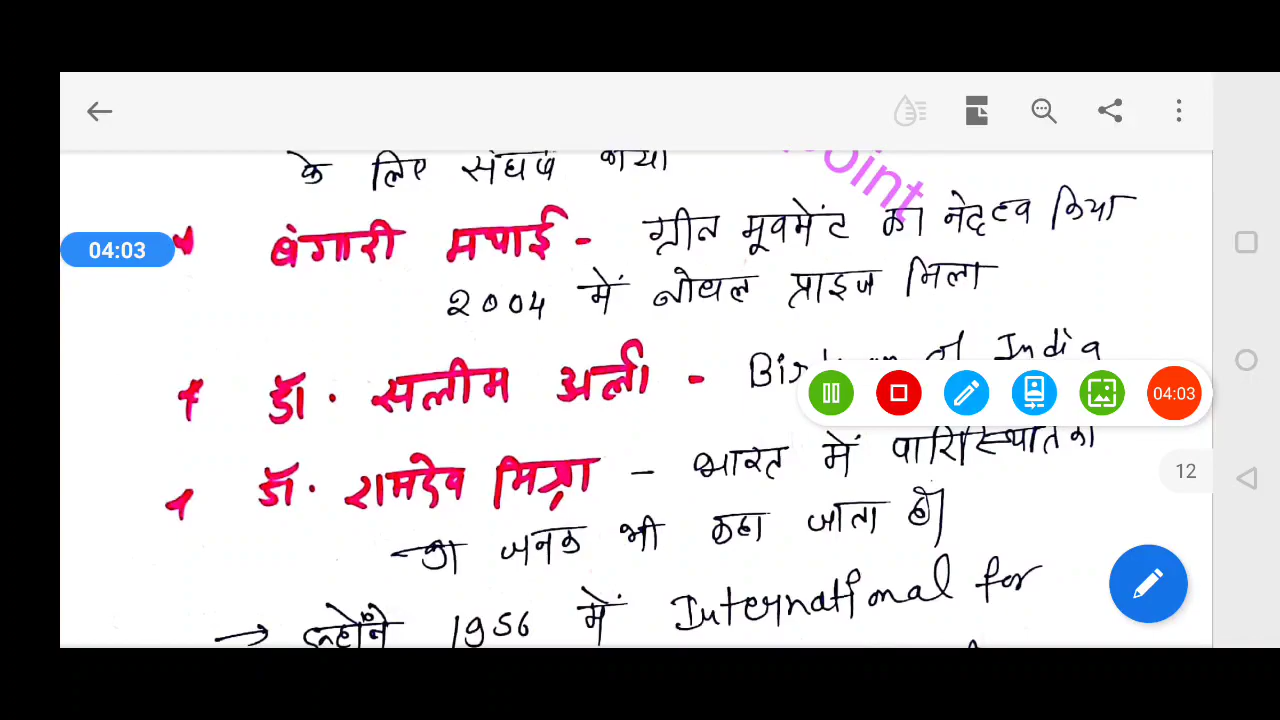 के लिए संघर्ष किया
oint
04:03
वंगारी मथाई - ग्रीन मूवमेंट का नेतृत्व किया
2004 में नोबेल प्राइज मिला
डॉ. सलीम अली - of India
04:03
12
डॉ. रामदेव मिश्रा - भारत में पारिस्थितिकी
का जनक भी कहा जाता है।
→ इन्होंने 1956 में International for